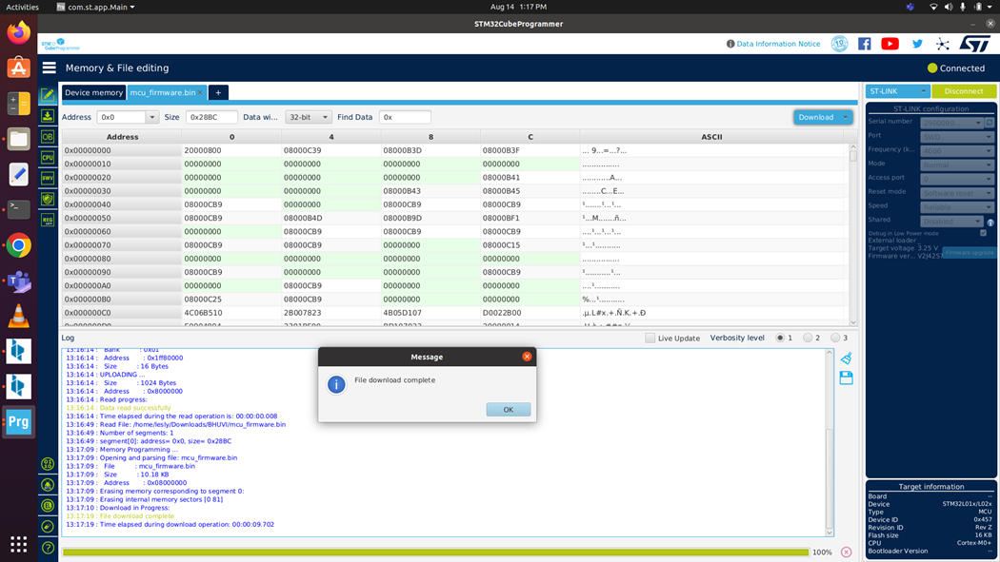 Activities com.st.app.Main Aug 14 1:17 PM
STM32CubeProgrammer
STM32
CubeProgrammer
Data Information Notice
Memory & File editing
Connected
Device memory mcu_firmware.bin × +
ST-LINK Disconnect
Address 0x0 Size 0x28BC Data wi... 32-bit Find Data 0x Download
Address 0 4 8 C ASCII
0x00000000 20000800 08000C39 08000B3D 08000B3F ... 9...=...?...
0x00000010 00000000 00000000 00000000 00000000 ................
0x00000020 00000000 00000000 00000000 08000B41 ............A...
0x00000030 00000000 00000000 08000B43 08000B45 ........C...E...
0x00000040 08000CB9 00000000 08000CB9 08000CB9 ¹.......¹...¹...
0x00000050 08000CB9 08000B4D 08000B9D 08000BF1 ¹...M.......ñ...
0x00000060 00000000 08000CB9 08000CB9 08000CB9 ....¹...¹...¹...
0x00000070 08000CB9 08000CB9 00000000 08000C15 ¹...¹...........
0x00000080 00000000 00000000 00000000 00000000 ................
0x00000090 08000CB9 00000000 00000000 08000CB9 ¹...........¹...
0x000000A0 00000000 08000CB9 00000000 00000000 ....¹...........
0x000000B0 08000C25 08000CB9 00000000 00000000 %...¹...........
0x000000C0 4C06B510 2B007823 4B05D107 D0022B00 .µ.L#x.+.Ñ.K.+.Ð
ST-LINK configuration
Serial number
Port SWD
Frequency (k... 4000
Mode Normal
Access port 0
Reset mode Software reset
Speed Reliable
Shared Disabled
Debug in Low Power mode
External loader
Target voltage 3.25 V
Firmware ver... V2J42S7 Firmware upgrade
Log
Live Update Verbosity level 1 2 3
13:16:14 : Bank : 0x01
13:16:14 : Address : 0x1ff80000
13:16:14 : Size : 16 Bytes
13:16:14 : UPLOADING ...
13:16:14 : Size : 1024 Bytes
13:16:14 : Address : 0x8000000
13:16:14 : Read progress:
13:16:14 : Data read successfully
13:16:14 : Time elapsed during the read operation is: 00:00:00.008
13:16:49 : Read File: /home/lesly/Downloads/BHUVI/mcu_firmware.bin
13:16:49 : Number of segments: 1
13:16:49 : segment[0]: address= 0x0, size= 0x28BC
13:17:09 : Memory Programming ...
13:17:09 : Opening and parsing file: mcu_firmware.bin
13:17:09 : File : mcu_firmware.bin
13:17:09 : Size : 10.18 KB
13:17:09 : Address : 0x08000000
13:17:09 : Erasing memory corresponding to segment 0:
13:17:09 : Erasing internal memory sectors [0 81]
13:17:10 : Download in Progress:
13:17:19 : File download complete
13:17:19 : Time elapsed during download operation: 00:00:09.702
Message
File download complete
OK
100%
Target information
Board --
Device STM32L01x/L02x
Type MCU
Device ID 0x457
Revision ID Rev Z
Flash size 16 KB
CPU Cortex-M0+
Bootloader Version --
OB
CPU
SWV
REG
Prg